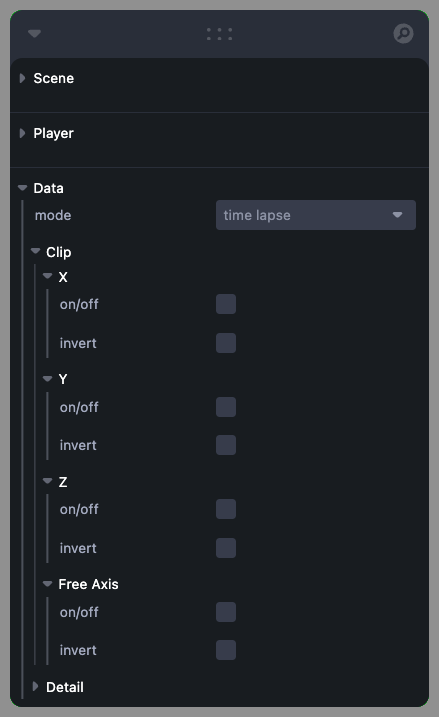 Scene
Player
Data
mode time lapse
Clip
X
on/off
invert
Y
on/off
invert
Z
on/off
invert
Free Axis
on/off
invert
Detail